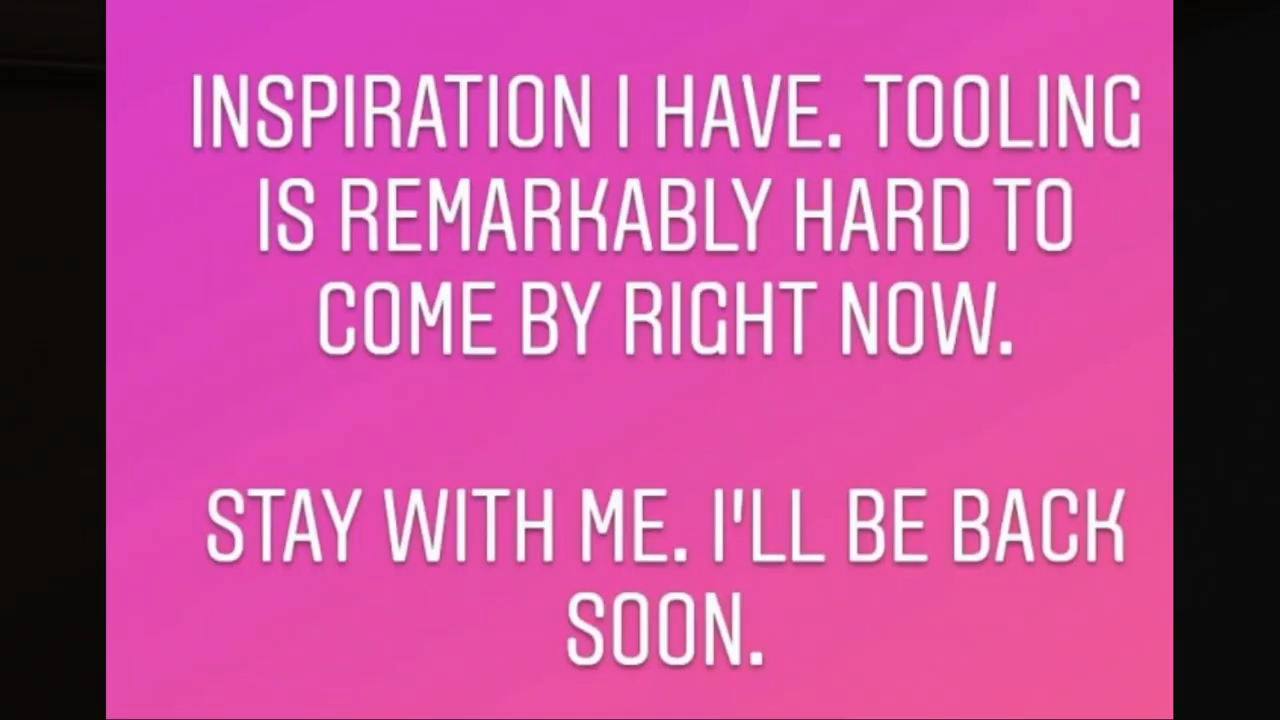 INSPIRATION I HAVE. TOOLING
IS REMARKABLY HARD TO
COME BY RIGHT NOW.
STAY WITH ME. I'LL BE BACK
SOON.